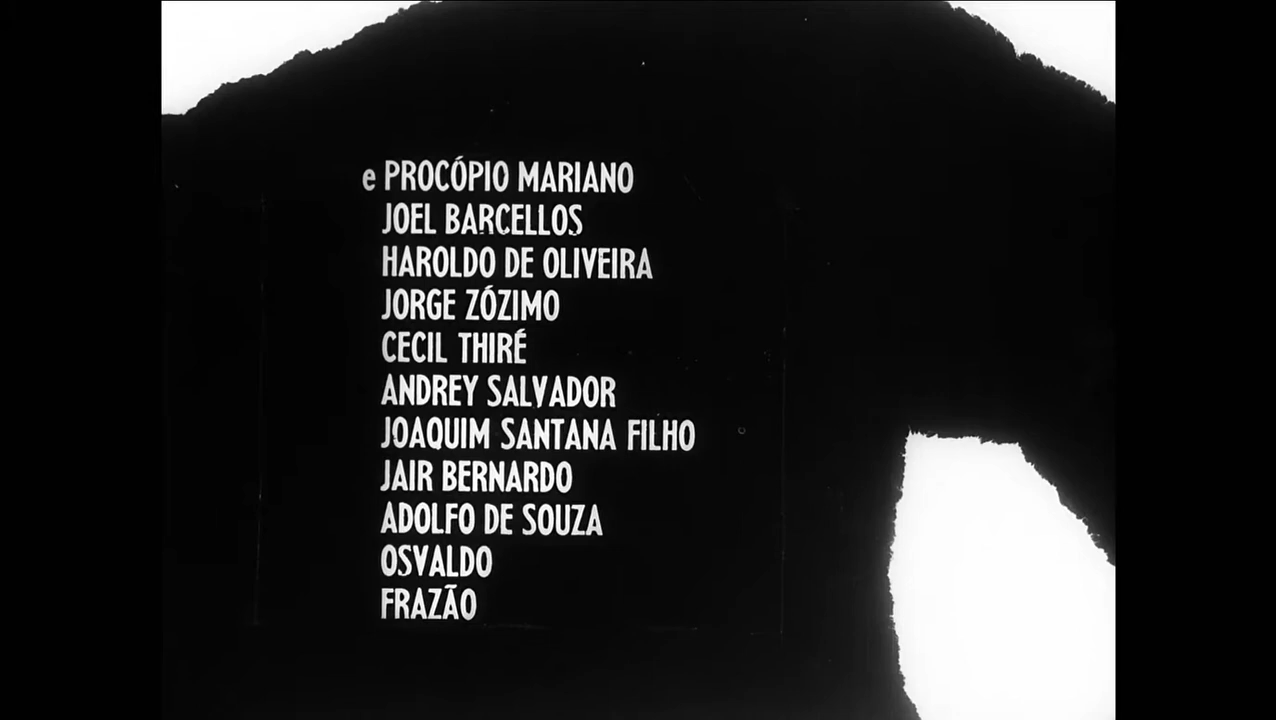 e PROCÓPIO MARIANO
JOEL BARCELLOS
HAROLDO DE OLIVEIRA
JORGE ZÓZIMO
CECIL THIRÉ
ANDREY SALVADOR
JOAQUIM SANTANA FILHO
JAIR BERNARDO
ADOLFO DE SOUZA
OSVALDO
FRAZÃO